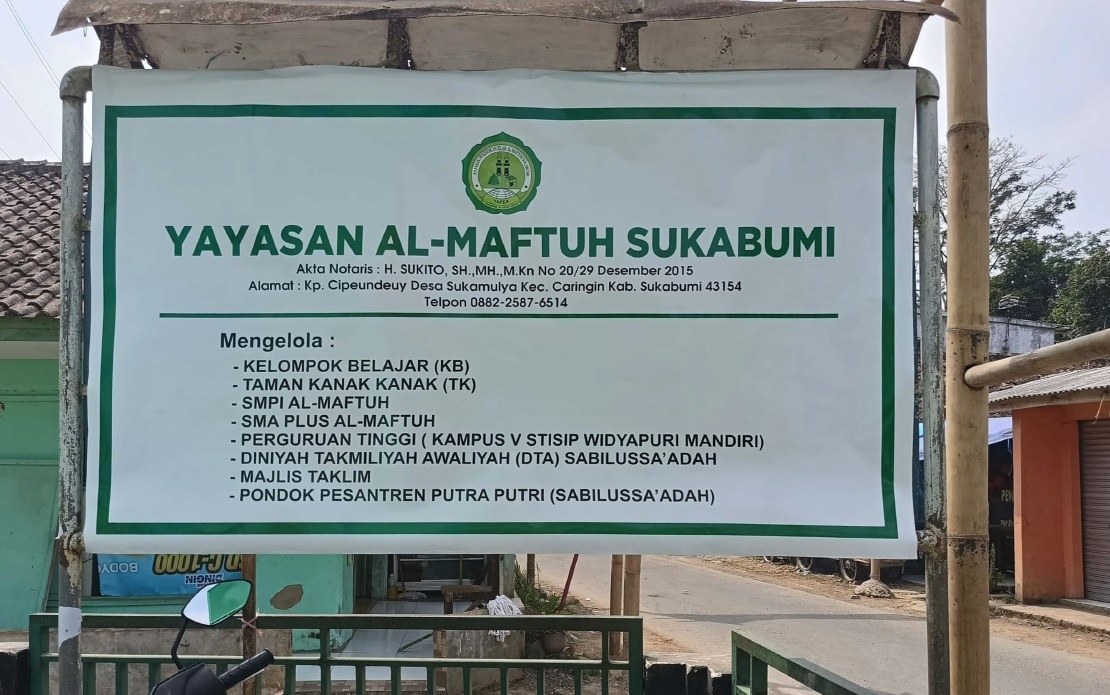 YAYASAN AL-MAFTUH SUKABUMI
Akta Notaris : H. SUKITO, SH.,MH.,M.Kn No 20/29 Desember 2015
Alamat : Kp. Cipeundeuy Desa Sukamulya Kec. Caringin Kab. Sukabumi 43154
Telpon 0882-2587-6514
Mengelola :
- KELOMPOK BELAJAR (KB)
- TAMAN KANAK KANAK (TK)
- SMPI AL-MAFTUH
- SMA PLUS AL-MAFTUH
- PERGURUAN TINGGI ( KAMPUS V STISIP WIDYAPURI MANDIRI)
- DINIYAH TAKMILIYAH AWALIYAH (DTA) SABILUSSA'ADAH
- MAJLIS TAKLIM
- PONDOK PESANTREN PUTRA PUTRI (SABILUSSA'ADAH)
C-1000
DINGIN
BODY